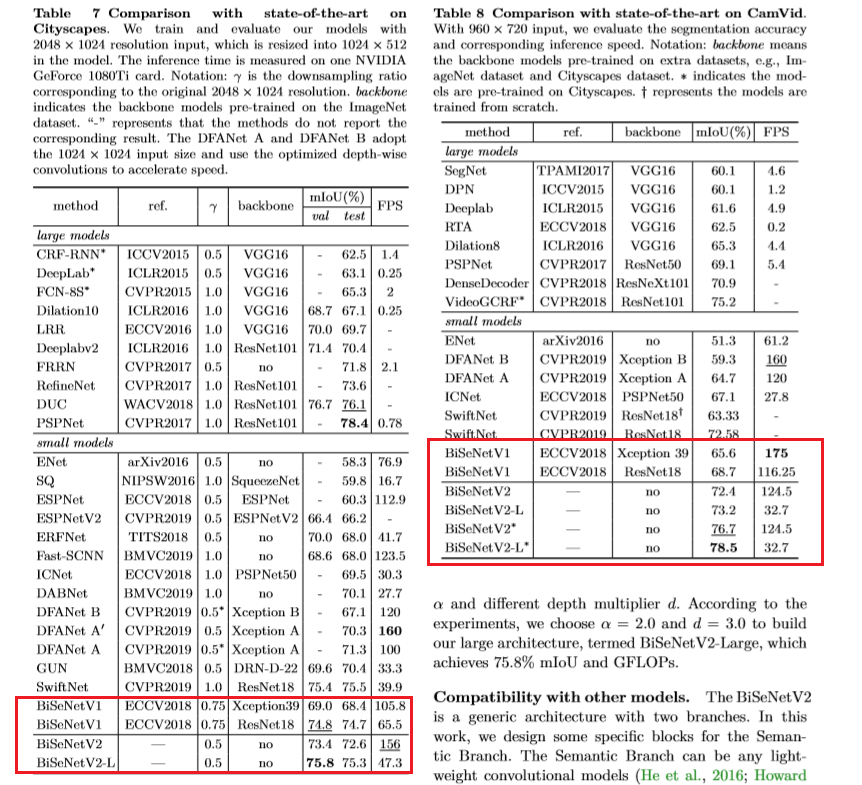 Table 7 Comparison with state-of-the-art on
Cityscapes. We train and evaluate our models with
2048 × 1024 resolution input, which is resized into 1024 × 512
in the model. The inference time is measured on one NVIDIA
GeForce 1080Ti card. Notation: γ is the downsampling ratio
corresponding to the original 2048 × 1024 resolution. backbone
indicates the backbone models pre-trained on the ImageNet
dataset. “-” represents that the methods do not report the
corresponding result. The DFANet A and DFANet B adopt
the 1024 × 1024 input size and use the optimized depth-wise
convolutions to accelerate speed.
method ref. γ backbone mIoU(%) FPS
val test
large models
CRF-RNN* ICCV2015 0.5 VGG16 - 62.5 1.4
DeepLab* ICLR2015 0.5 VGG16 - 63.1 0.25
FCN-8S* CVPR2015 1.0 VGG16 - 65.3 2
Dilation10 ICLR2016 1.0 VGG16 68.7 67.1 0.25
LRR ECCV2016 1.0 VGG16 70.0 69.7 -
Deeplabv2 ICLR2016 1.0 ResNet101 71.4 70.4 -
FRRN CVPR2017 0.5 no - 71.8 2.1
RefineNet CVPR2017 1.0 ResNet101 - 73.6 -
DUC WACV2018 1.0 ResNet101 76.7 76.1 -
PSPNet CVPR2017 1.0 ResNet101 - 78.4 0.78
small models
ENet arXiv2016 0.5 no - 58.3 76.9
SQ NIPSW2016 1.0 SqueezeNet - 59.8 16.7
ESPNet ECCV2018 0.5 ESPNet - 60.3 112.9
ESPNetV2 CVPR2019 0.5 ESPNetV2 66.4 66.2 -
ERFNet TITS2018 0.5 no 70.0 68.0 41.7
Fast-SCNN BMVC2019 1.0 no 68.6 68.0 123.5
ICNet ECCV2018 1.0 PSPNet50 - 69.5 30.3
DABNet BMVC2019 1.0 no - 70.1 27.7
DFANet B CVPR2019 0.5* Xception B - 67.1 120
DFANet A′ CVPR2019 0.5 Xception A - 70.3 160
DFANet A CVPR2019 0.5* Xception A - 71.3 100
GUN BMVC2018 0.5 DRN-D-22 69.6 70.4 33.3
SwiftNet CVPR2019 1.0 ResNet18 75.4 75.5 39.9
BiSeNetV1 ECCV2018 0.75 Xception39 69.0 68.4 105.8
BiSeNetV1 ECCV2018 0.75 ResNet18 74.8 74.7 65.5
BiSeNetV2 — 0.5 no 73.4 72.6 156
BiSeNetV2-L — 0.5 no 75.8 75.3 47.3
Table 8 Comparison with state-of-the-art on CamVid.
With 960 × 720 input, we evaluate the segmentation accuracy
and corresponding inference speed. Notation: backbone means
the backbone models pre-trained on extra datasets, e.g., Im-
ageNet dataset and Cityscapes dataset. * indicates the mod-
els are pre-trained on Cityscapes. † represents the models are
trained from scratch.
method ref. backbone mIoU(%) FPS
large models
SegNet TPAMI2017 VGG16 60.1 4.6
DPN ICCV2015 VGG16 60.1 1.2
Deeplab ICLR2015 VGG16 61.6 4.9
RTA ECCV2018 VGG16 62.5 0.2
Dilation8 ICLR2016 VGG16 65.3 4.4
PSPNet CVPR2017 ResNet50 69.1 5.4
DenseDecoder CVPR2018 ResNeXt101 70.9 -
VideoGCRF* CVPR2018 ResNet101 75.2 -
small models
ENet arXiv2016 no 51.3 61.2
DFANet B CVPR2019 Xception B 59.3 160
DFANet A CVPR2019 Xception A 64.7 120
ICNet ECCV2018 PSPNet50 67.1 27.8
SwiftNet CVPR2019 ResNet18† 63.33 -
SwiftNet CVPR2019 ResNet18 72.58 -
BiSeNetV1 ECCV2018 Xception 39 65.6 175
BiSeNetV1 ECCV2018 ResNet18 68.7 116.25
BiSeNetV2 — no 72.4 124.5
BiSeNetV2-L — no 73.2 32.7
BiSeNetV2* — no 76.7 124.5
BiSeNetV2-L* — no 78.5 32.7
α and different depth multiplier d. According to the
experiments, we choose α = 2.0 and d = 3.0 to build
our large architecture, termed BiSeNetV2-Large, which
achieves 75.8% mIoU and GFLOPs.
Compatibility with other models. The BiSeNetV2
is a generic architecture with two branches. In this
work, we design some specific blocks for the Seman-
tic Branch. The Semantic Branch can be any light-
weight convolutional models (He et al., 2016; Howard